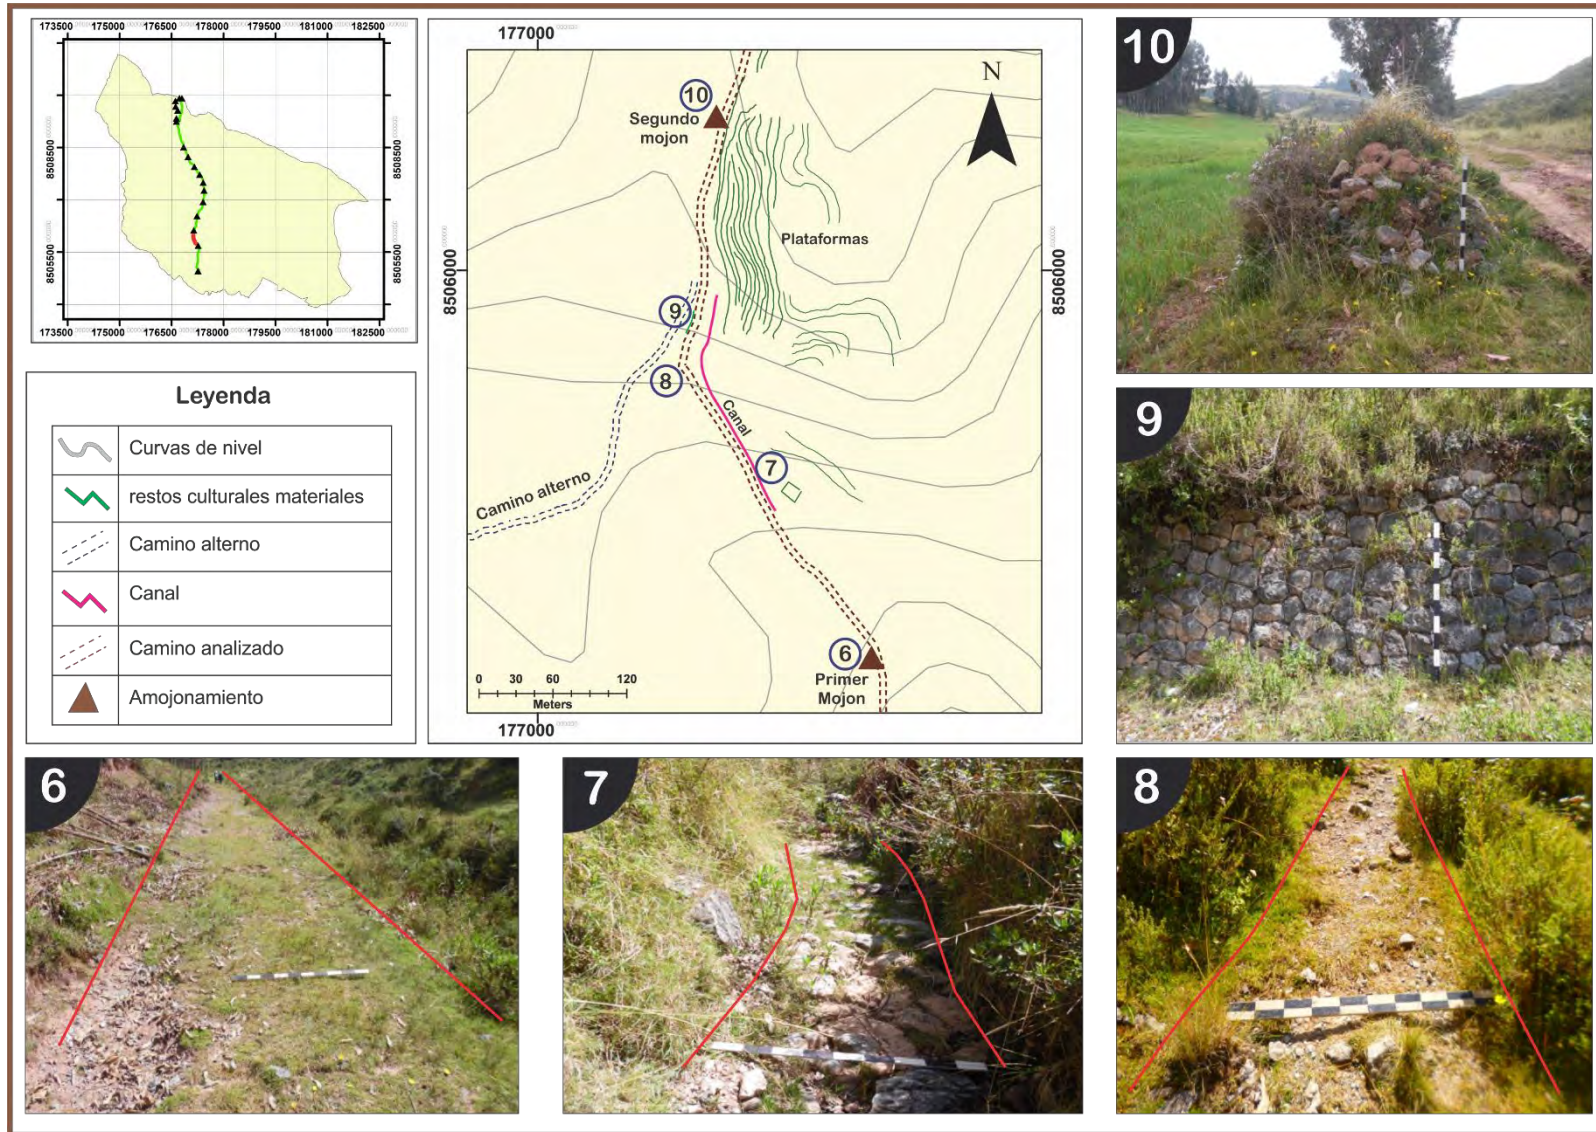 173500 175000 176500 178000 179500 181000 182500
8508500
8508500
8505500
8505500
173500 175000 176500 178000 179500 181000 182500
Leyenda
Curvas de nivel
restos culturales materiales
Camino alterno
Canal
Camino analizado
Amojonamiento
177000
N
10
Segundo
mojon
Plataformas
8506000
8506000
9
8
Canal
7
Camino alterno
6
Primer
Mojon
0 30 60 120
Meters
177000
10
9
6
7
8